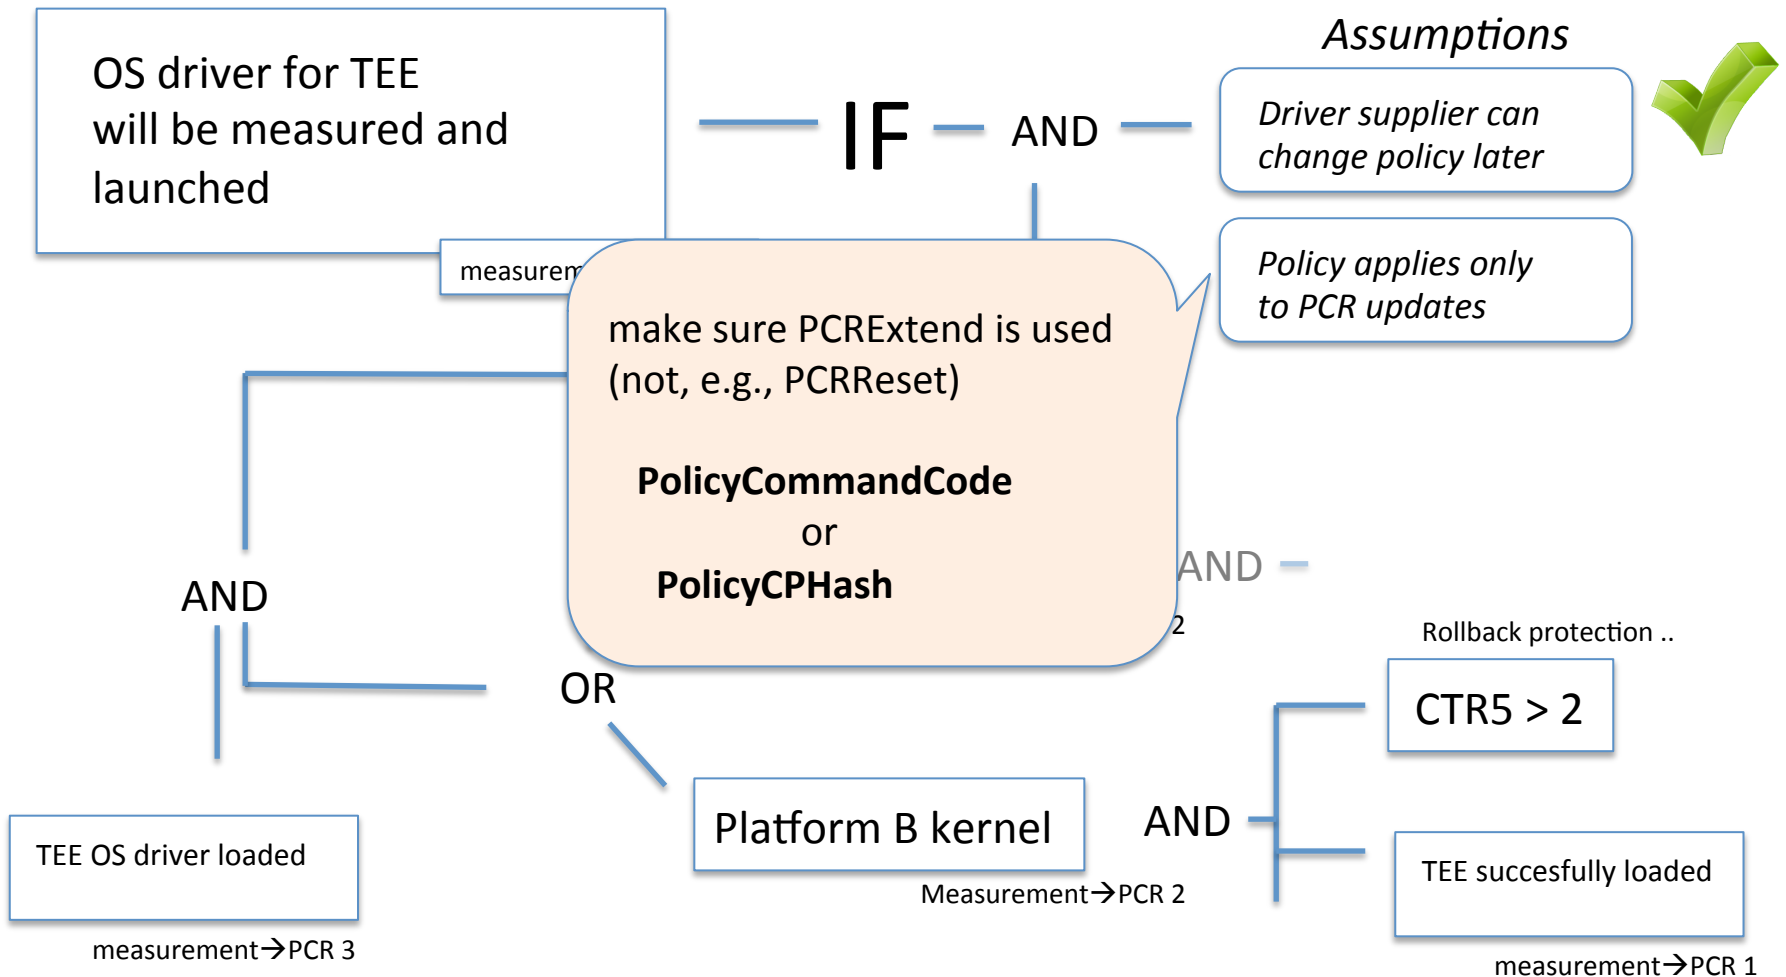 Assumptions
OS driver for TEE
will be measured and
launched
IF
AND
Driver supplier can
change policy later
Policy applies only
to PCR updates
make sure PCRExtend is used
(not, e.g., PCRReset)
PolicyCommandCode
or
PolicyCPHash
AND
AND
2
Rollback protection ..
OR
CTR5 > 2
Platform B kernel
AND
TEE OS driver loaded
TEE succesfully loaded
Measurement→PCR 2
measurement→PCR 3
measurement→PCR 1